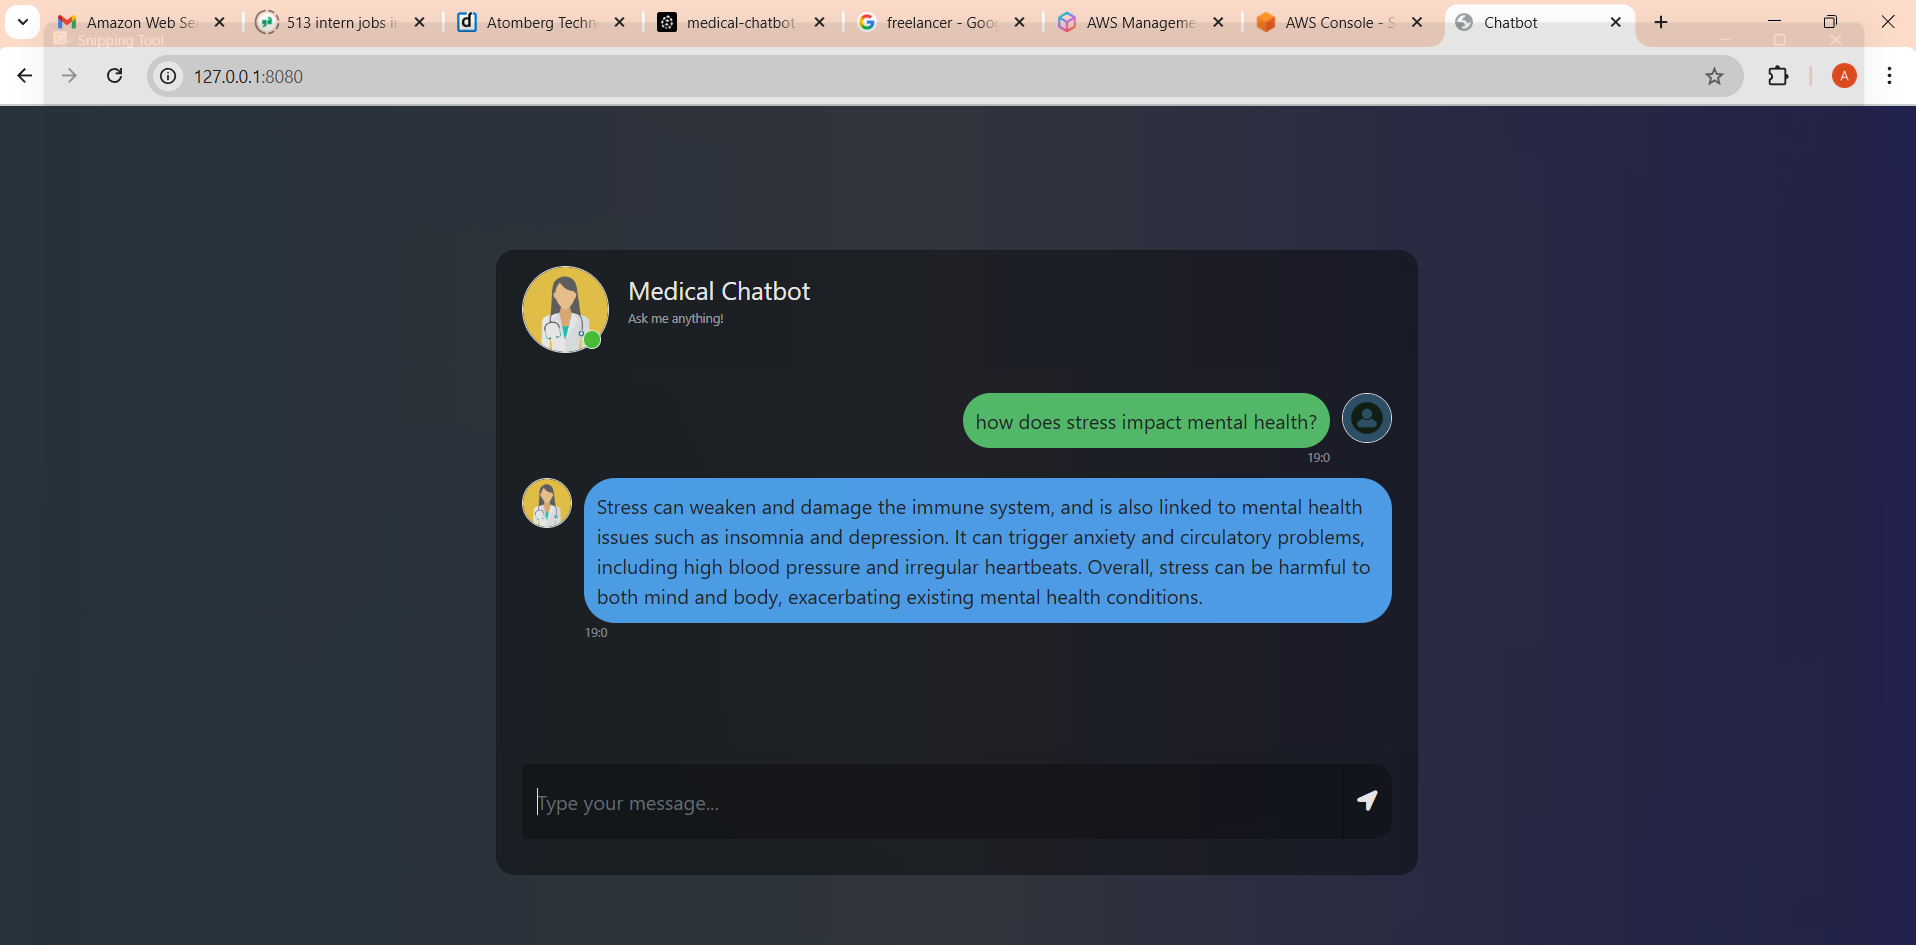 Amazon Web Se
513 intern jobs i
Atomberg Techn
medical-chatbot
freelancer - Goo
AWS Manageme
AWS Console - S
Chatbot
Snipping Tool
127.0.0.1:8080
A
Medical Chatbot
Ask me anything!
how does stress impact mental health?
19:0
Stress can weaken and damage the immune system, and is also linked to mental health
issues such as insomnia and depression. It can trigger anxiety and circulatory problems,
including high blood pressure and irregular heartbeats. Overall, stress can be harmful to
both mind and body, exacerbating existing mental health conditions.
19:0
Type your message...